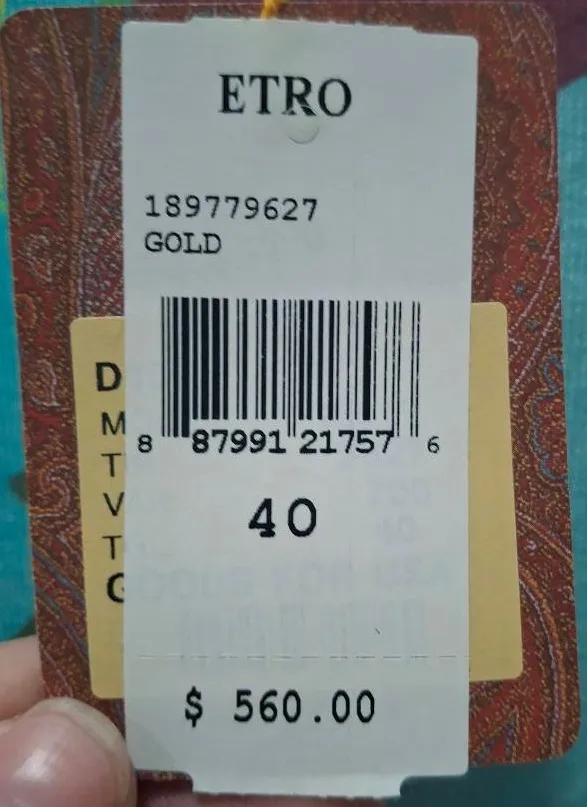 ETRO
189779627
GOLD
8 87991 21757 6
40
$ 560.00
D
M
T
V
T
G